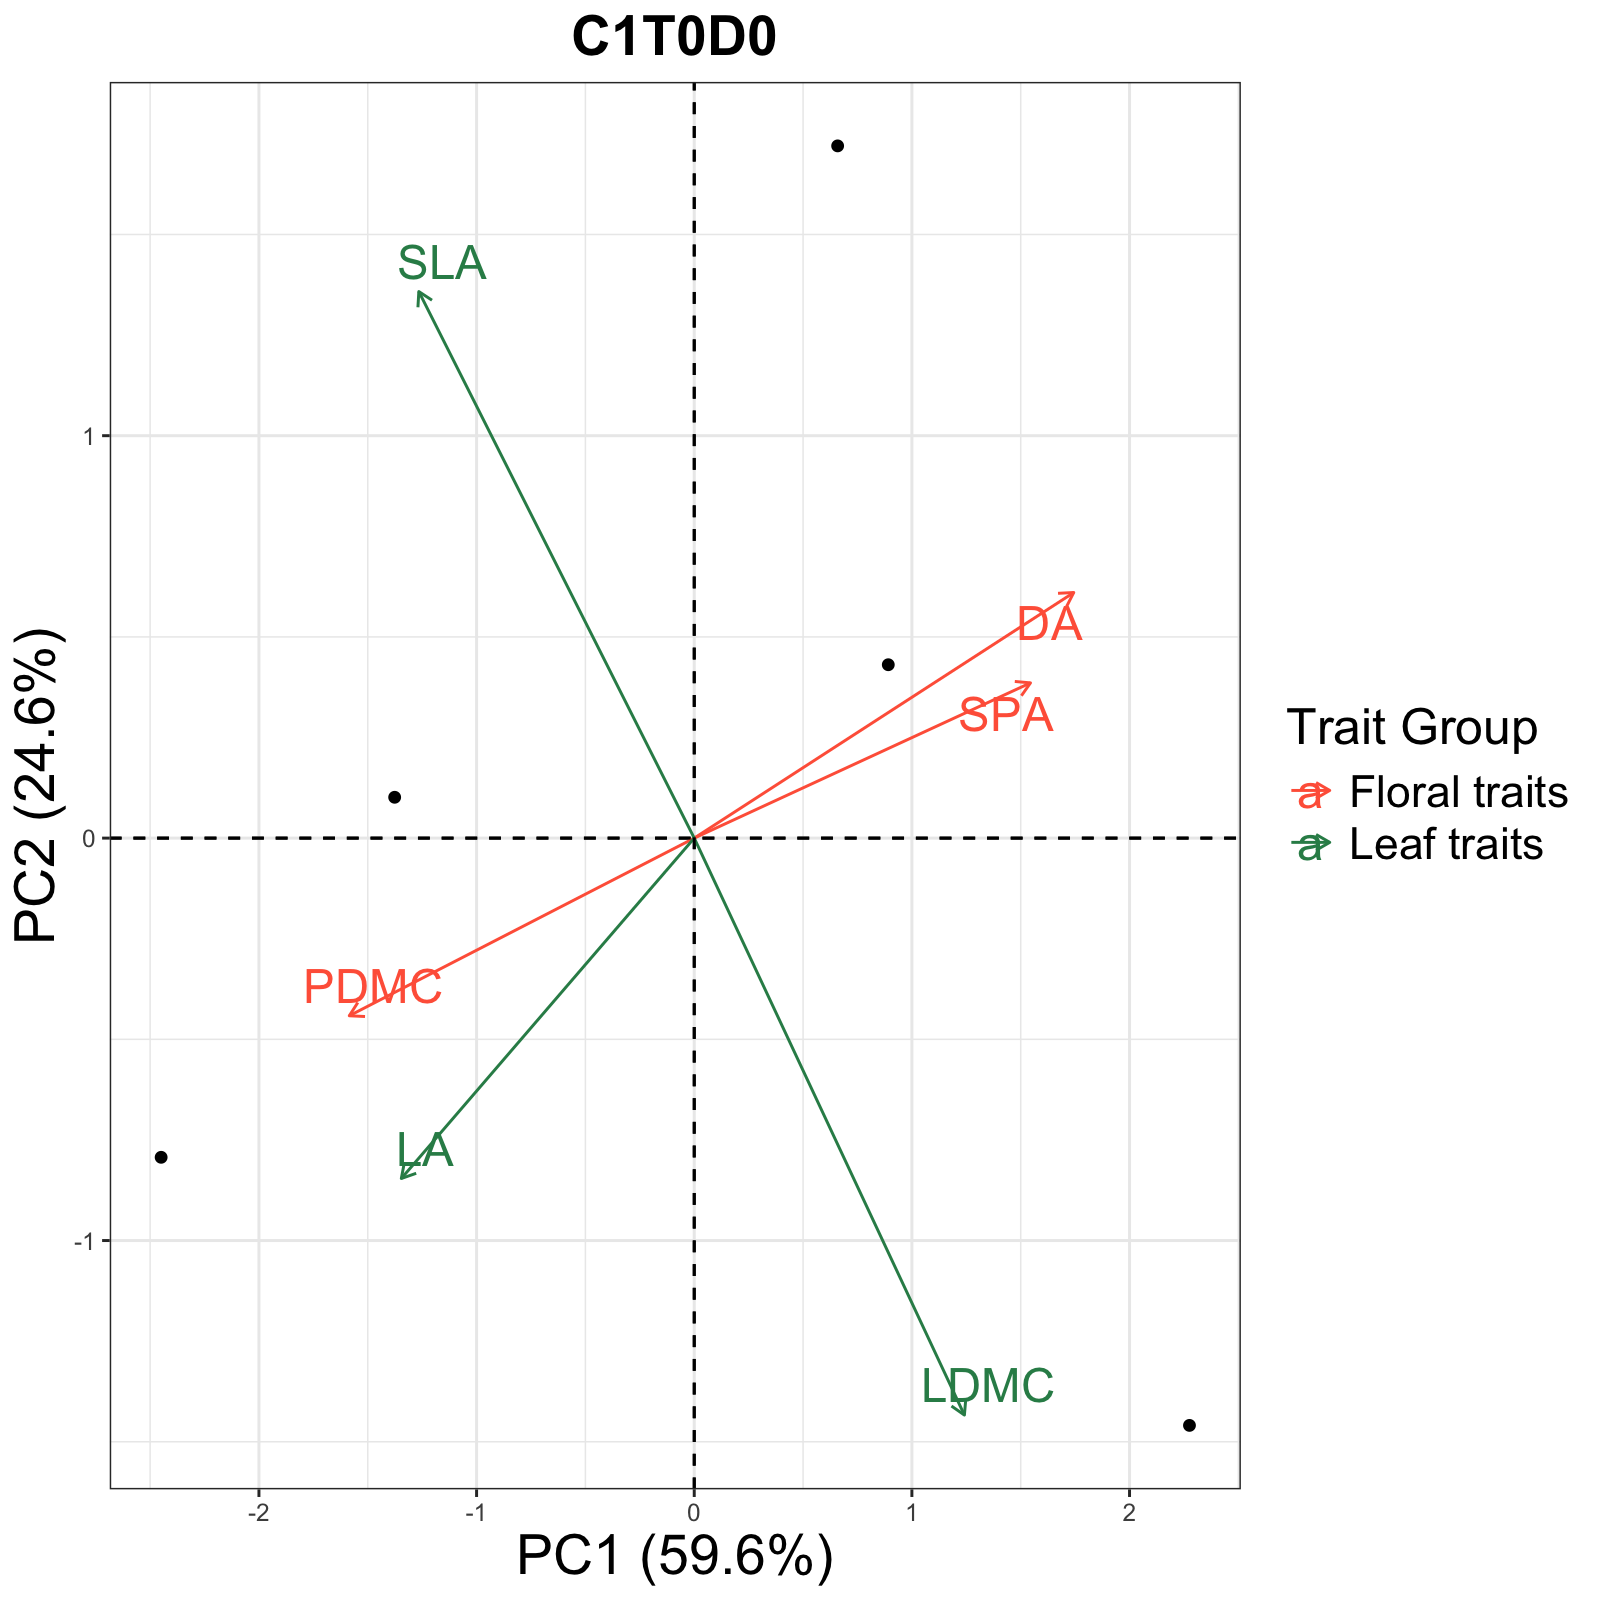 C1T0D0
SLA
DA
SPA
PDMC
LA
LDMC
1
0
-1
-2
-1
0
1
2
PC1 (59.6%)
PC2 (24.6%)
Trait Group
a Floral traits
a Leaf traits